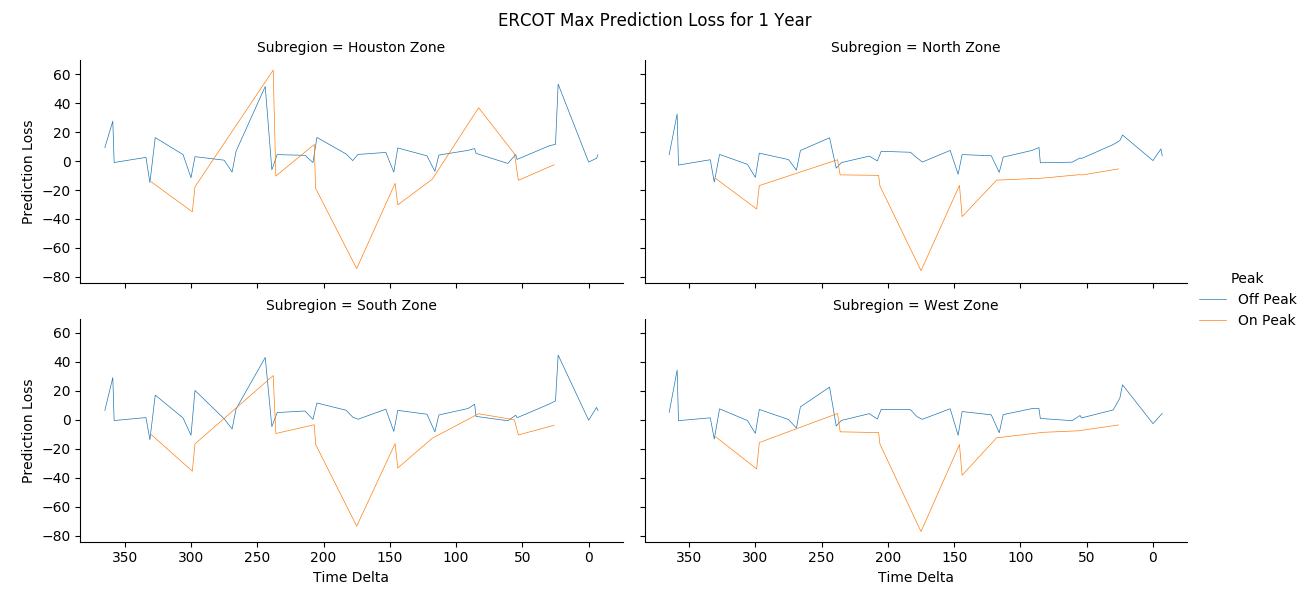 ERCOT Max Prediction Loss for 1 Year
Subregion = Houston Zone
Subregion = North Zone
60
40
20
0
−20
−40
−60
−80
Prediction Loss
Subregion = South Zone
Subregion = West Zone
60
40
20
0
−20
−40
−60
−80
Prediction Loss
350 300 250 200 150 100 50 0
350 300 250 200 150 100 50 0
Time Delta
Time Delta
Peak
Off Peak
On Peak